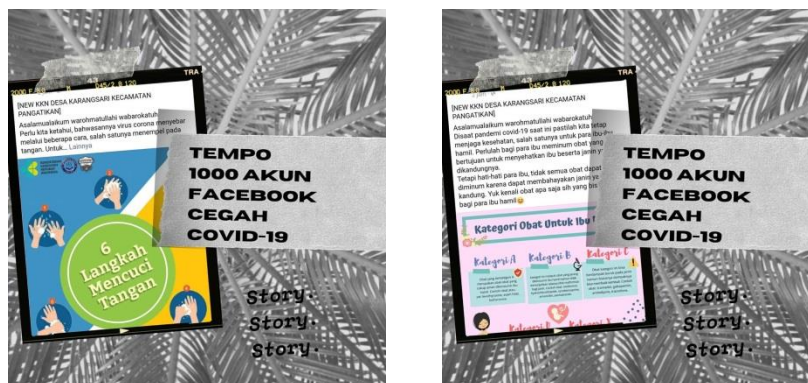 TRA
[NEW KKN DESA KARANGSARI KECAMATAN
PANGATIKAN]
Asalamualaikum warohmatullahi wabarokatuh
Perlu kita ketahui, bahwasannya virus corona menyebar
melalui beberapa cara, salah satunya menempel pada
tangan. Untuk... Lainnya
6
Langkah
Mencuci
Tangan
TEMPO
1000 AKUN
FACEBOOK
CEGAH
COVID-19
Story.
Story.
Story.
TRA
[NEW KKN DESA KARANGSARI KECAMATAN
PANGATIKAN]
Asalamualaikum warohmatullahi wabarokatuh
Disaat pandemi covid-19 saat ini pastilah kita tetap
menjaga kesehatan, salah satunya untuk para ibu-ibu
hamil. Perlulah bagi para ibu meminum obat yang
bertujuan untuk menyehatkan ibu beserta janin y
dikandungnya.
Tetapi hati-hati para ibu, tidak semua obat dapat
diminum karena dapat membahayakan janin ya
kandung. Yuk kenali obat apa saja sih yang bis
bagi para ibu hamil😀
Kategori Obat Untuk Ibu
Kategori A
Kategori B
Kategori C
TEMPO
1000 AKUN
FACEBOOK
CEGAH
COVID-19
Story.
Story.
Story.